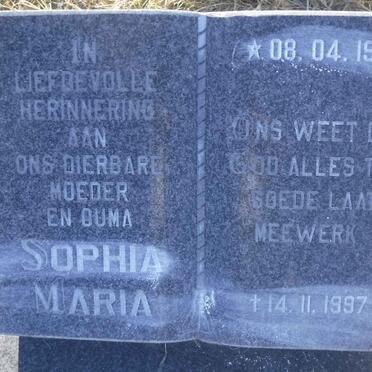 IN
LIEFDEVOLLE
HERINNERING
AAN
ONS DIERBARE
MOEDER
EN OUMA
SOPHIA
MARIA
★ 08. 04. 19
ONS WEET
GOD ALLES T
GOEDE LAAT
MEEWERK
✝ 14. 11. 1997